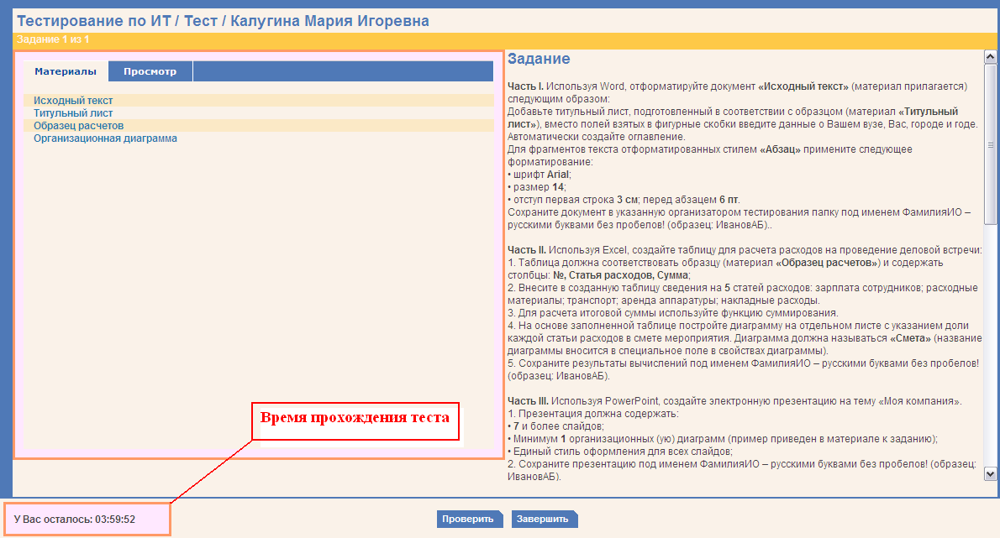 Тестирование по ИТ / Тест / Калугина Мария Игоревна
Задание 1 из 1
Материалы
Просмотр
Исходный текст
Титульный лист
Образец расчетов
Организационная диаграмма
Задание
Часть I. Используя Word, отформатируйте документ «Исходный текст» (материал прилагается)
следующим образом:
Добавьте титульный лист, подготовленный в соответствии с образцом (материал «Титульный
лист»), вместо полей взятых в фигурные скобки введите данные о Вашем вузе, Вас, городе и годе.
Автоматически создайте оглавление.
Для фрагментов текста отформатированных стилем «Абзац» примените следующее
форматирование:
• шрифт Arial;
• размер 14;
• отступ первая строка 3 см; перед абзацем 6 пт.
Сохраните документ в указанную организатором тестирования папку под именем ФамилияИО –
русскими буквами без пробелов! (образец: ИвановАБ)..
Часть II. Используя Excel, создайте таблицу для расчета расходов на проведение деловой встречи:
1. Таблица должна соответствовать образцу (материал «Образец расчетов») и содержать
столбцы: №, Статья расходов, Сумма;
2. Внесите в созданную таблицу сведения на 5 статей расходов: зарплата сотрудников; расходные
материалы; транспорт; аренда аппаратуры; накладные расходы.
3. Для расчета итоговой суммы используйте функцию суммирования.
4. На основе заполненной таблице постройте диаграмму на отдельном листе с указанием доли
каждой статьи расходов в смете мероприятия. Диаграмма должна называться «Смета» (название
диаграммы вносится в специальное поле в свойствах диаграммы).
5. Сохраните результаты вычислений под именем ФамилияИО – русскими буквами без пробелов!
(образец: ИвановАБ).
Часть III. Используя PowerPoint, создайте электронную презентацию на тему «Моя компания».
1. Презентация должна содержать:
• 7 и более слайдов;
• Минимум 1 организационных (ую) диаграмм (пример приведен в материале к заданию);
• Единый стиль оформления для всех слайдов;
2. Сохраните презентацию под именем ФамилияИО – русскими буквами без пробелов! (образец:
ИвановАБ).
Время прохождения теста
У Вас осталось: 03:59:52
Проверить
Завершить